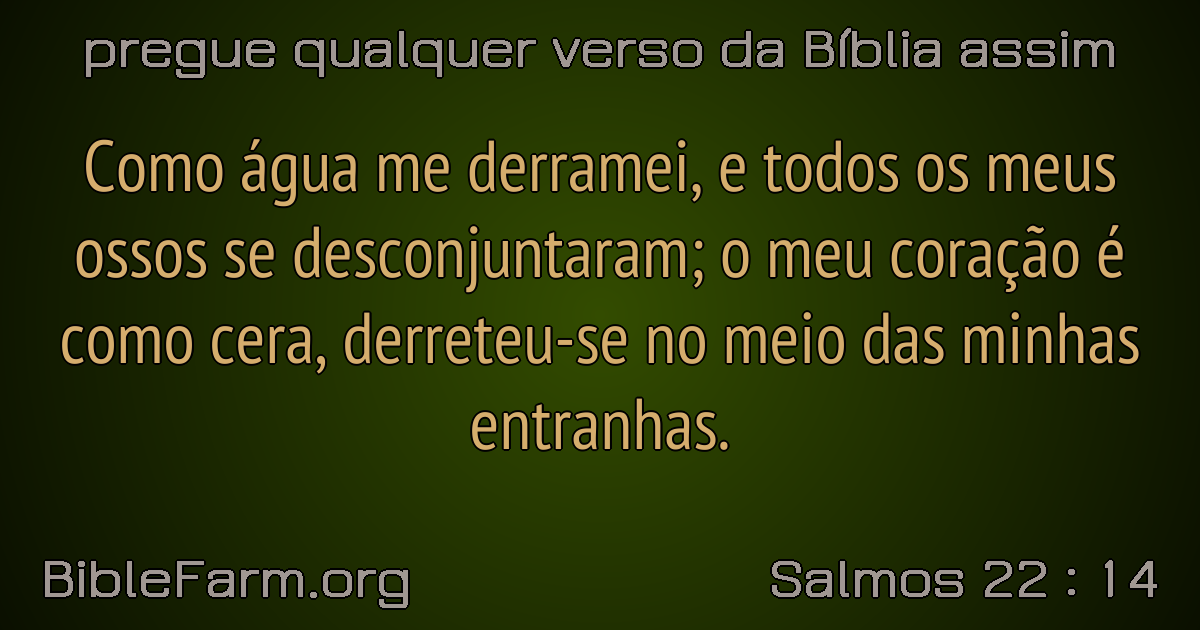 pregue qualquer verso da Bíblia assim
Como água me derramei, e todos os meus
ossos se desconjuntaram; o meu coração é
como cera, derreteu-se no meio das minhas
entranhas.
BibleFarm.org
Salmos 22 : 14